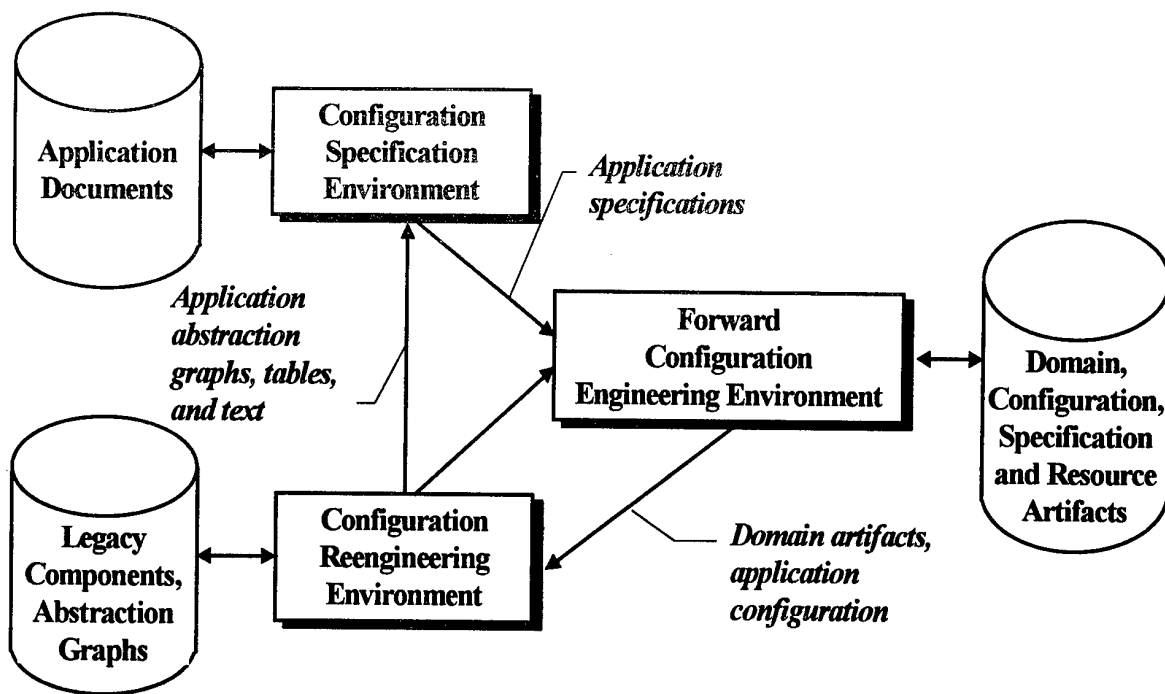 Application
Documents
Configuration
Specification
Environment
Application
specifications
Application
abstraction
graphs, tables,
and text
Forward
Configuration
Engineering Environment
Domain,
Configuration,
Specification
and Resource
Artifacts
Legacy
Components,
Abstraction
Graphs
Configuration
Reengineering
Environment
Domain artifacts,
application
configuration